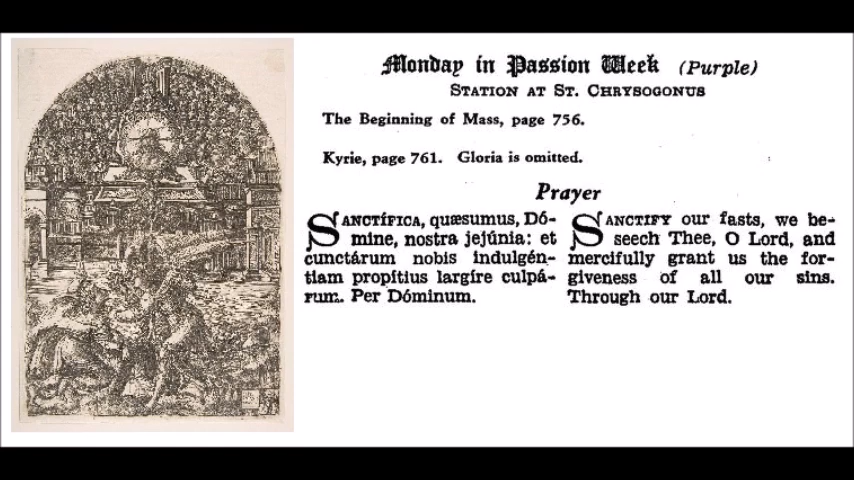 Monday in Passion Week (Purple)
STATION AT ST. CHRYSOGONUS
The Beginning of Mass, page 756.
Kyrie, page 761. Gloria is omitted.
Prayer
SANCTÍFICA, quæsumus, Dó-
mine, nostra jejúnia: et
cunctárum nobis indulgén-
tiam propitius largíre culpá-
rum. Per Dóminum.
SANCTIFY our fasts, we be-
seech Thee, O Lord, and
mercifully grant us the for-
giveness of all our sins.
Through our Lord.